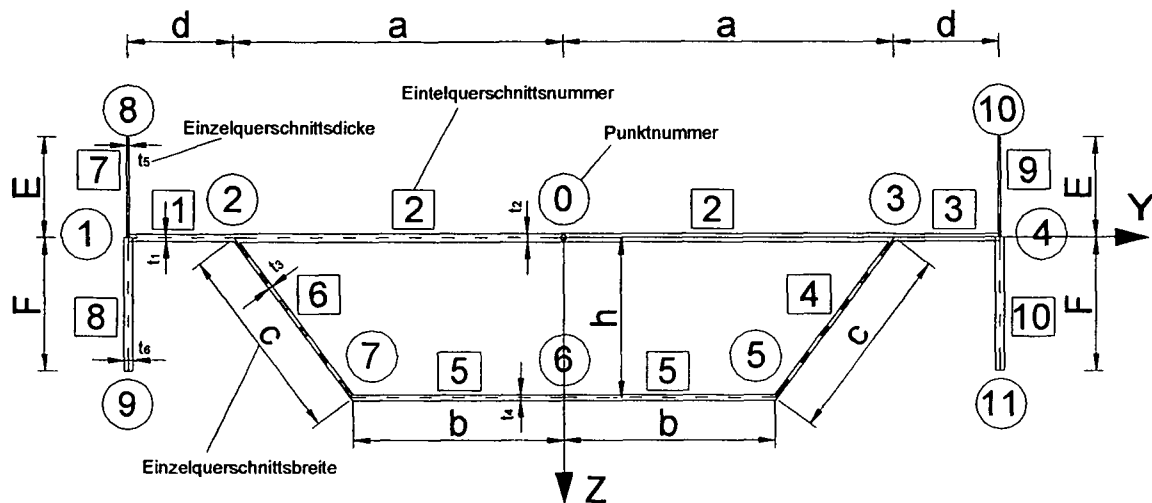 d a a d
8 Eintelquerschnittsnummer 10
Einzelquerschnittsdicke Punktnummer
E 7 t₅ 9 E
1 1 2 2 t₂ 0 2 3 3 4 Y
t₁
F 8 t₃ 6 h 4 10 F
c c
t₆ 7 6 5
9 5 t₄ 5 11
b b
Einzelquerschnittsbreite
Z